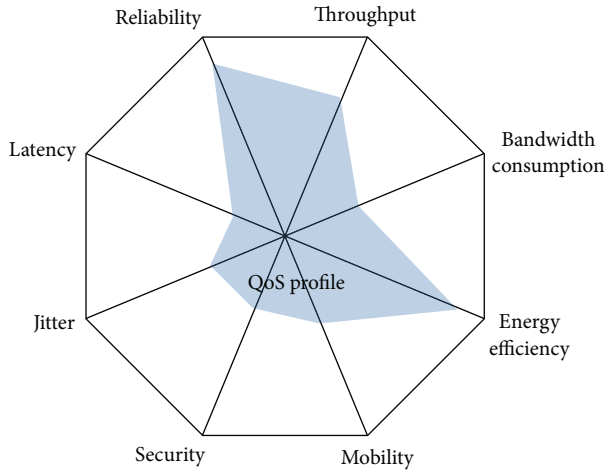 Reliability
Throughput
Latency
Bandwidth
consumption
QoS profile
Jitter
Energy
efficiency
Security
Mobility